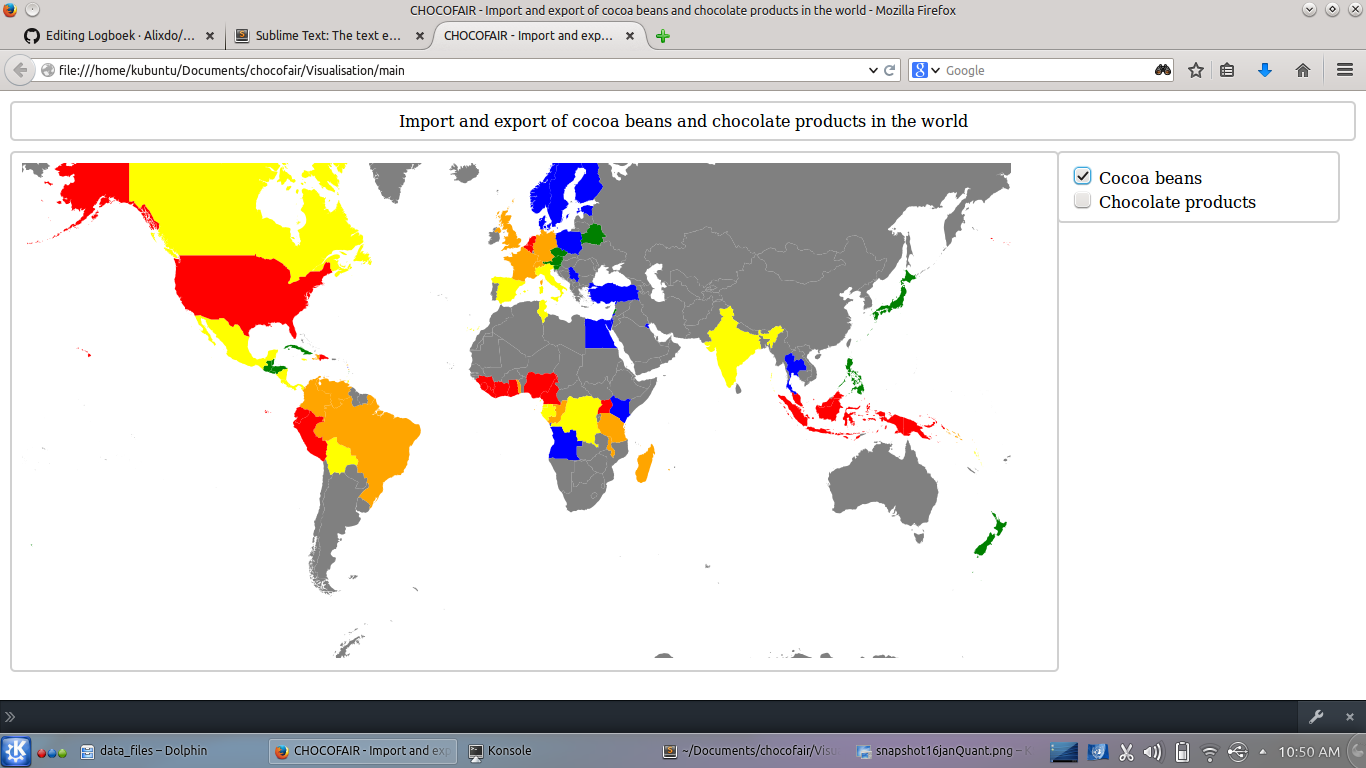 CHOCOFAIR - Import and export of cocoa beans and chocolate products in the world - Mozilla Firefox
Editing Logboek · Alixdo/...
Sublime Text: The text e...
CHOCOFAIR - Import and exp...
file:///home/kubuntu/Documents/chocofair/Visualisation/main
Google
Import and export of cocoa beans and chocolate products in the world
Cocoa beans
Chocolate products
data_files – Dolphin
CHOCOFAIR - Import and exp
Konsole
~/Documents/chocofair/Visu
snapshot16janQuant.png – K
10:50 AM